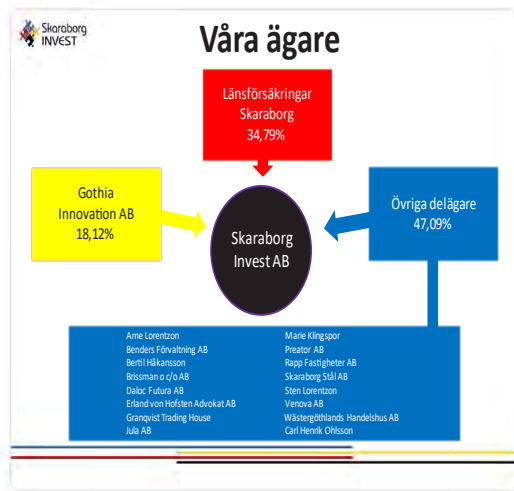 Skaraborg
INVEST
Våra ägare
Länsförsäkringar
Skaraborg
34,79%
Gothia
Innovation AB
18,12%
Övriga delägare
47,09%
Skaraborg
Invest AB
Arne Lorentzon
Benders Förvaltning AB
Bertil Håkansson
Brissman o c/o AB
Daloc Futura AB
Erland von Hofsten Advokat AB
Granqvist Trading House
Jula AB
Marie Klingspor
Preator AB
Rapp Fastigheter AB
Skaraborg Stål AB
Sten Lorentzon
Venova AB
Wästergöthlands Handelshus AB
Carl Henrik Ohlsson